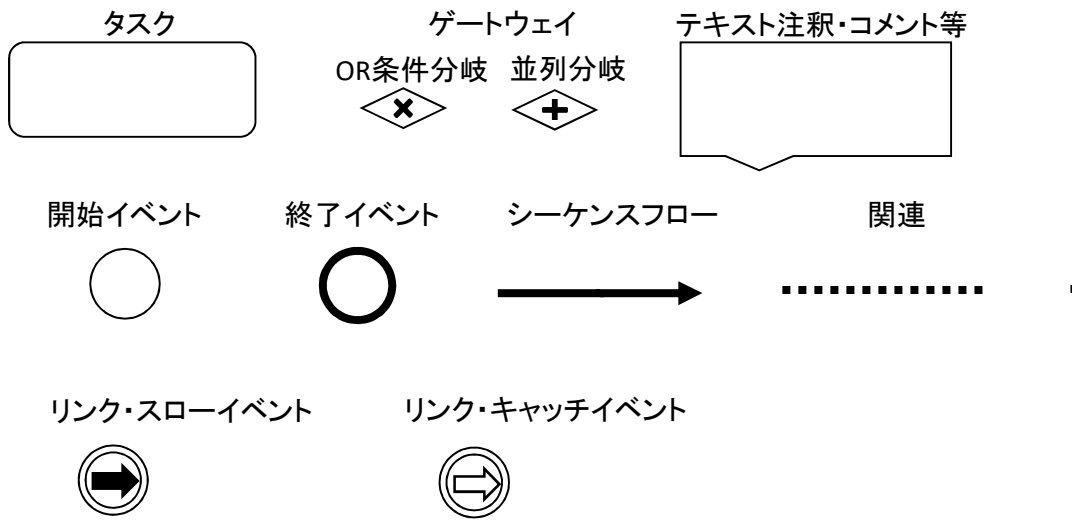 タスク
ゲートウェイ
テキスト注釈・コメント等
OR条件分岐
並列分岐
開始イベント
終了イベント
シーケンスフロー
関連
リンク・スローイベント
リンク・キャッチイベント